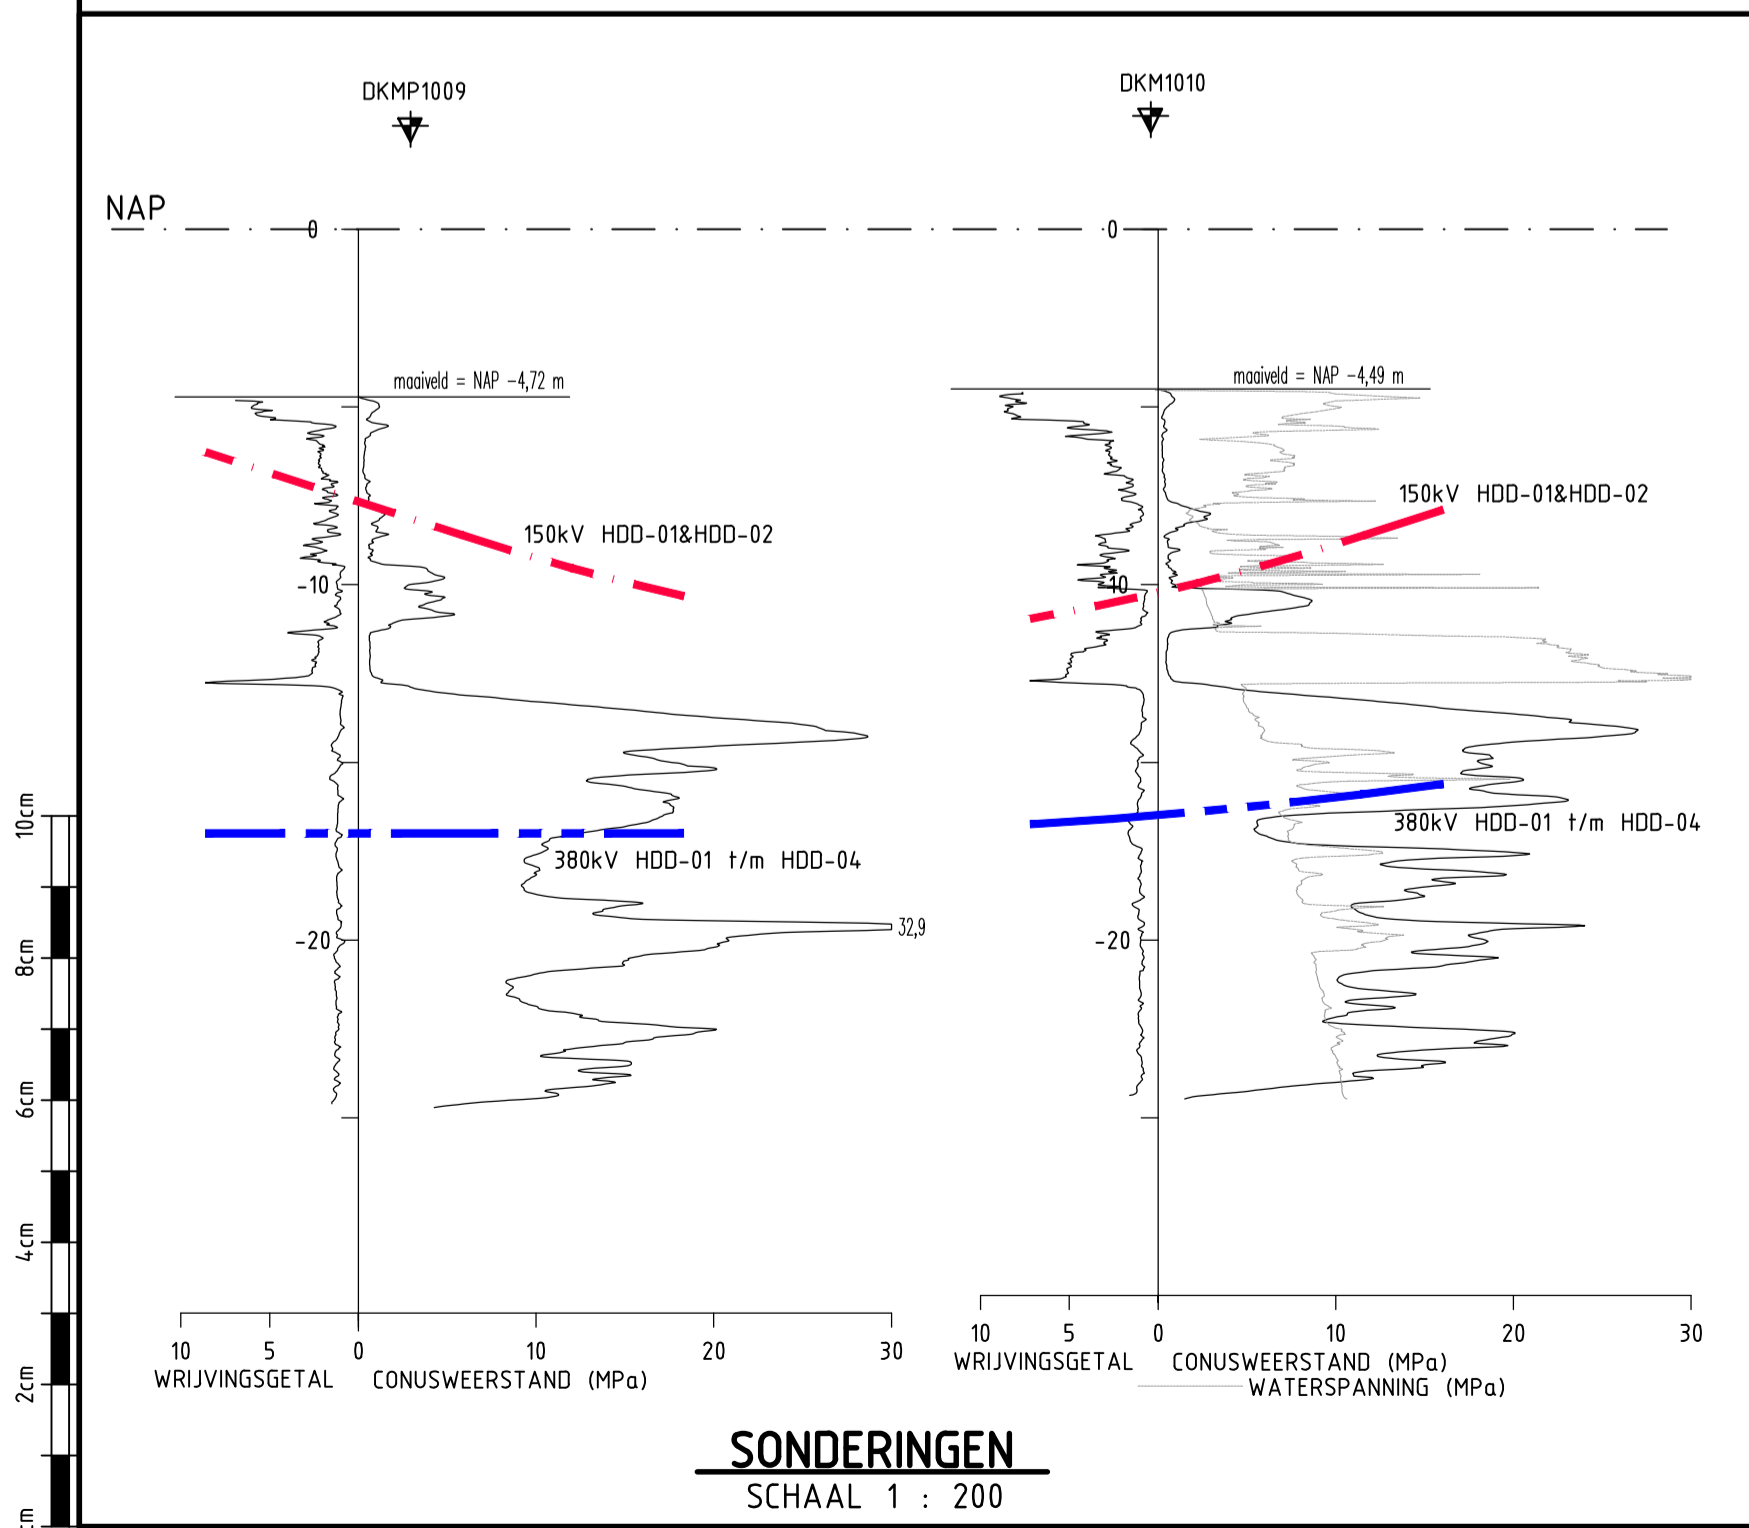 DKMP1009
DKM1010
NAP
0
0
maaiveld = NAP -4,72 m
maaiveld = NAP -4,49 m
150kV HDD-01&HDD-02
150kV HDD-01&HDD-02
-10
-10
380kV HDD-01 t/m HDD-04
380kV HDD-01 t/m HDD-04
32,9
-20
-20
10cm
8cm
6cm
4cm
2cm
cm
10 5 0 10 20 30
WRIJVINGSGETAL CONUSWEERSTAND (MPa)
10 5 0 10 20 30
WRIJVINGSGETAL CONUSWEERSTAND (MPa)
WATERSPANNING (MPa)
SONDERINGEN
SCHAAL 1 : 200